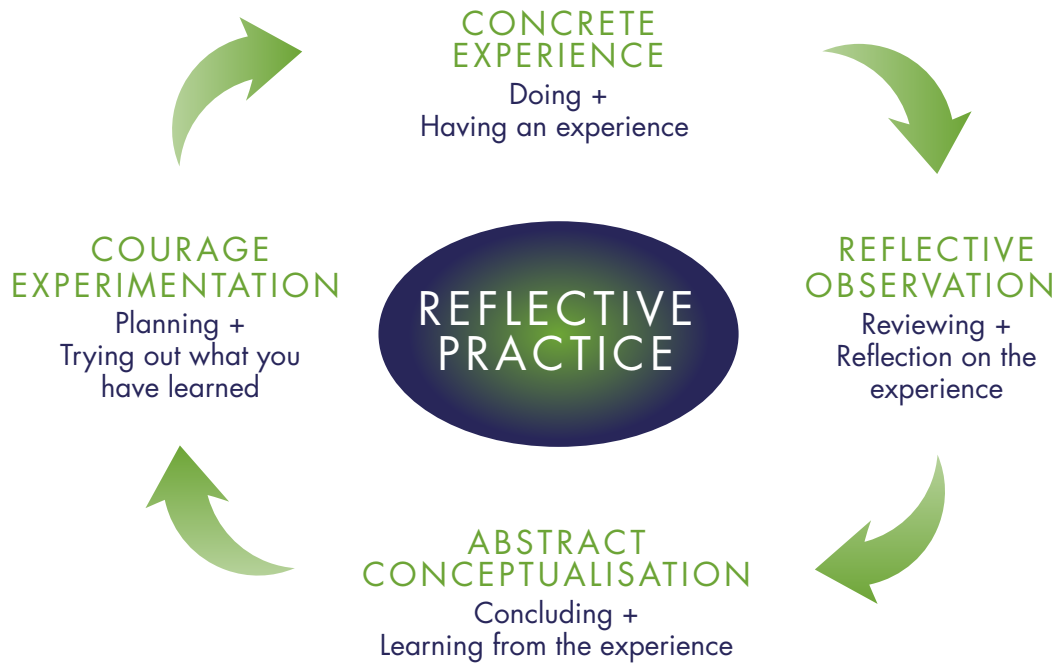 CONCRETE
EXPERIENCE
Doing +
Having an experience
REFLECTIVE
OBSERVATION
Reviewing +
Reflection on the
experience
ABSTRACT
CONCEPTUALISATION
Concluding +
Learning from the experience
COURAGE
EXPERIMENTATION
Planning +
Trying out what you
have learned
REFLECTIVE
PRACTICE